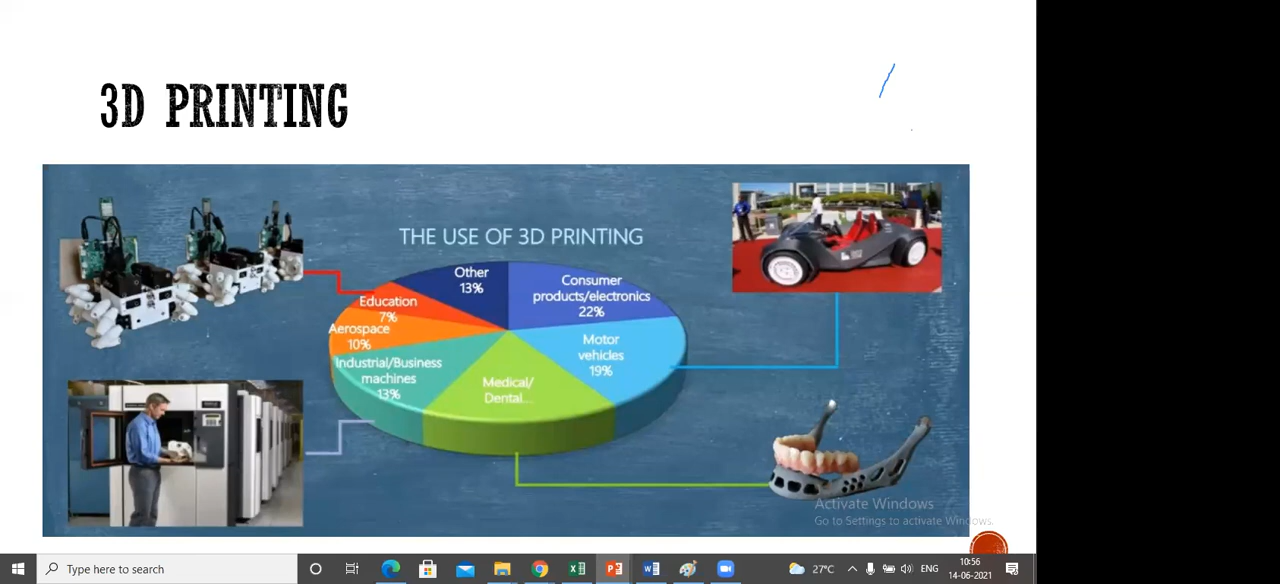 3D PRINTING
THE USE OF 3D PRINTING
Other
13%
Consumer
products/electronics
22%
Education
7%
Aerospace
10%
Motor
vehicles
19%
Industrial/Business
machines
13%
Medical/
Dental...
Activate Windows
Go to Settings to activate Windows.
Type here to search
27°C
ENG
10:56
14-06-2021